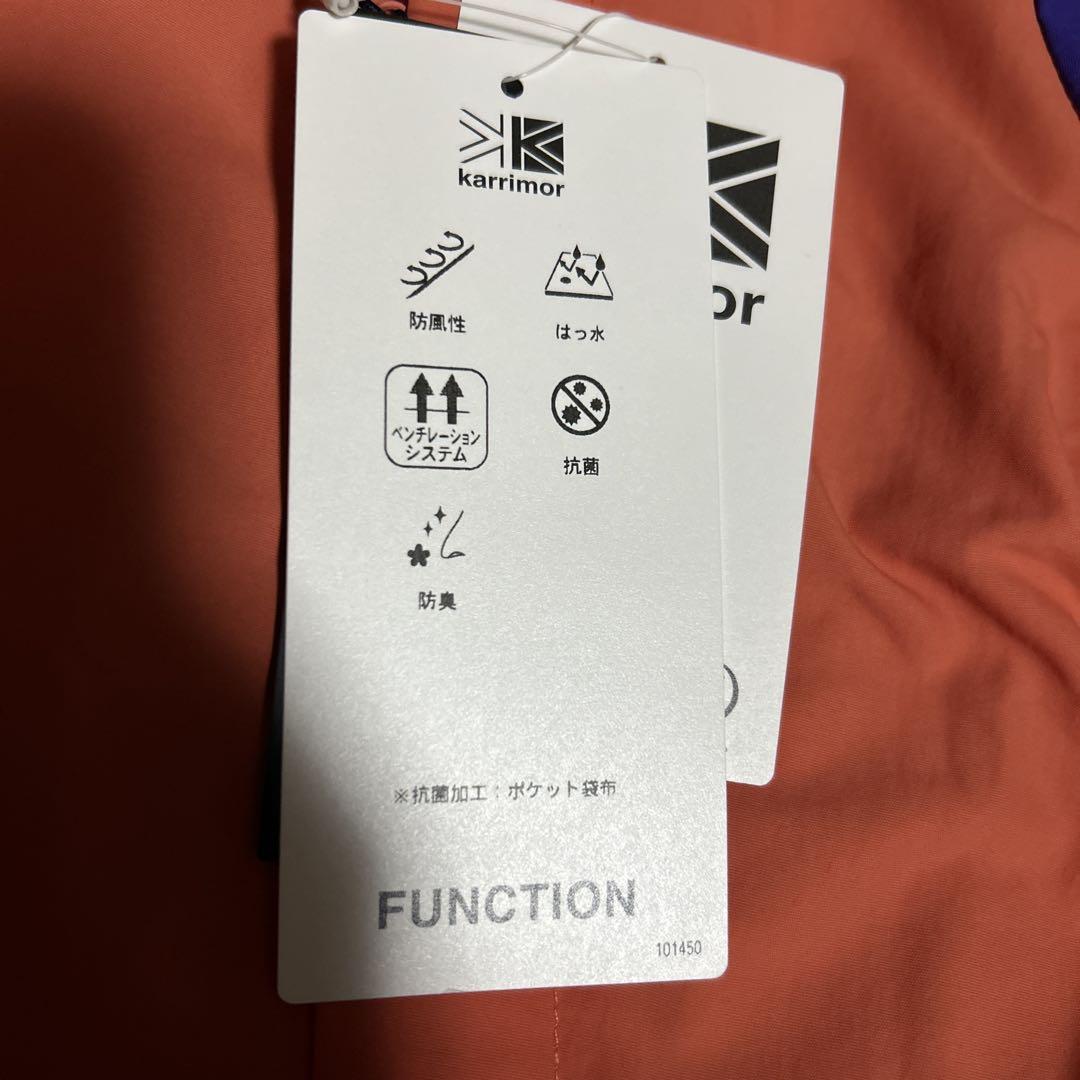 karrimor
or
防風性
はっ水
ベンチレーション
システム
抗菌
防臭
※抗菌加工：ポケット袋布
FUNCTION
101450